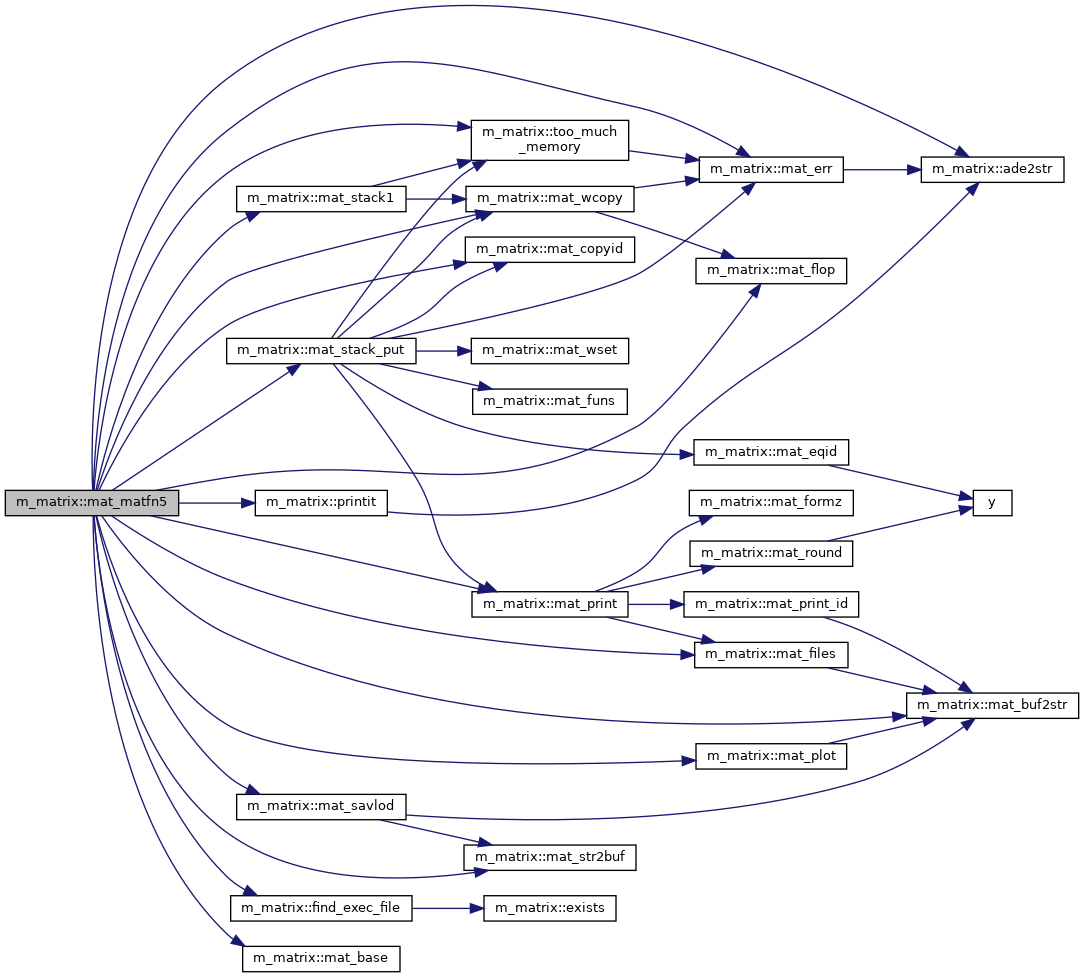 m_matrix::too_much
_memory
m_matrix::mat_err
m_matrix::ade2str
m_matrix::mat_stack1
m_matrix::mat_wcopy
m_matrix::mat_copyid
m_matrix::mat_flop
m_matrix::mat_stack_put
m_matrix::mat_wset
m_matrix::mat_funs
m_matrix::mat_eqid
m_matrix::mat_matfn5
m_matrix::printit
m_matrix::mat_formz
y
m_matrix::mat_round
m_matrix::mat_print
m_matrix::mat_print_id
m_matrix::mat_files
m_matrix::mat_buf2str
m_matrix::mat_plot
m_matrix::mat_savlod
m_matrix::mat_str2buf
m_matrix::find_exec_file
m_matrix::exists
m_matrix::mat_base